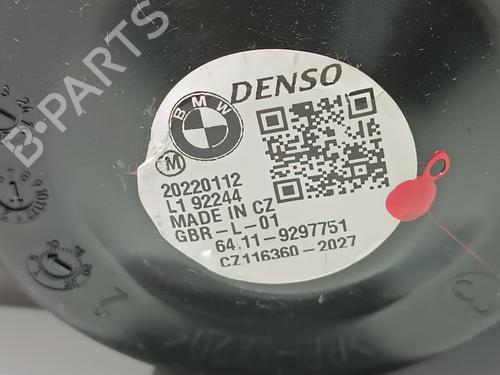 B-PARTS
DENSO
BMW
M
20220112
L1 92244
MADE IN CZ
GBR-L-01
64.11-9297751
CZ116360-2027